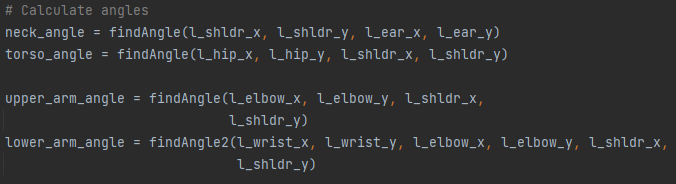 # Calculate angles
neck_angle = findAngle(l_shldr_x, l_shldr_y, l_ear_x, l_ear_y)
torso_angle = findAngle(l_hip_x, l_hip_y, l_shldr_x, l_shldr_y)
upper_arm_angle = findAngle(l_elbow_x, l_elbow_y, l_shldr_x,
l_shldr_y)
lower_arm_angle = findAngle2(l_wrist_x, l_wrist_y, l_elbow_x, l_elbow_y, l_shldr_x,
l_shldr_y)